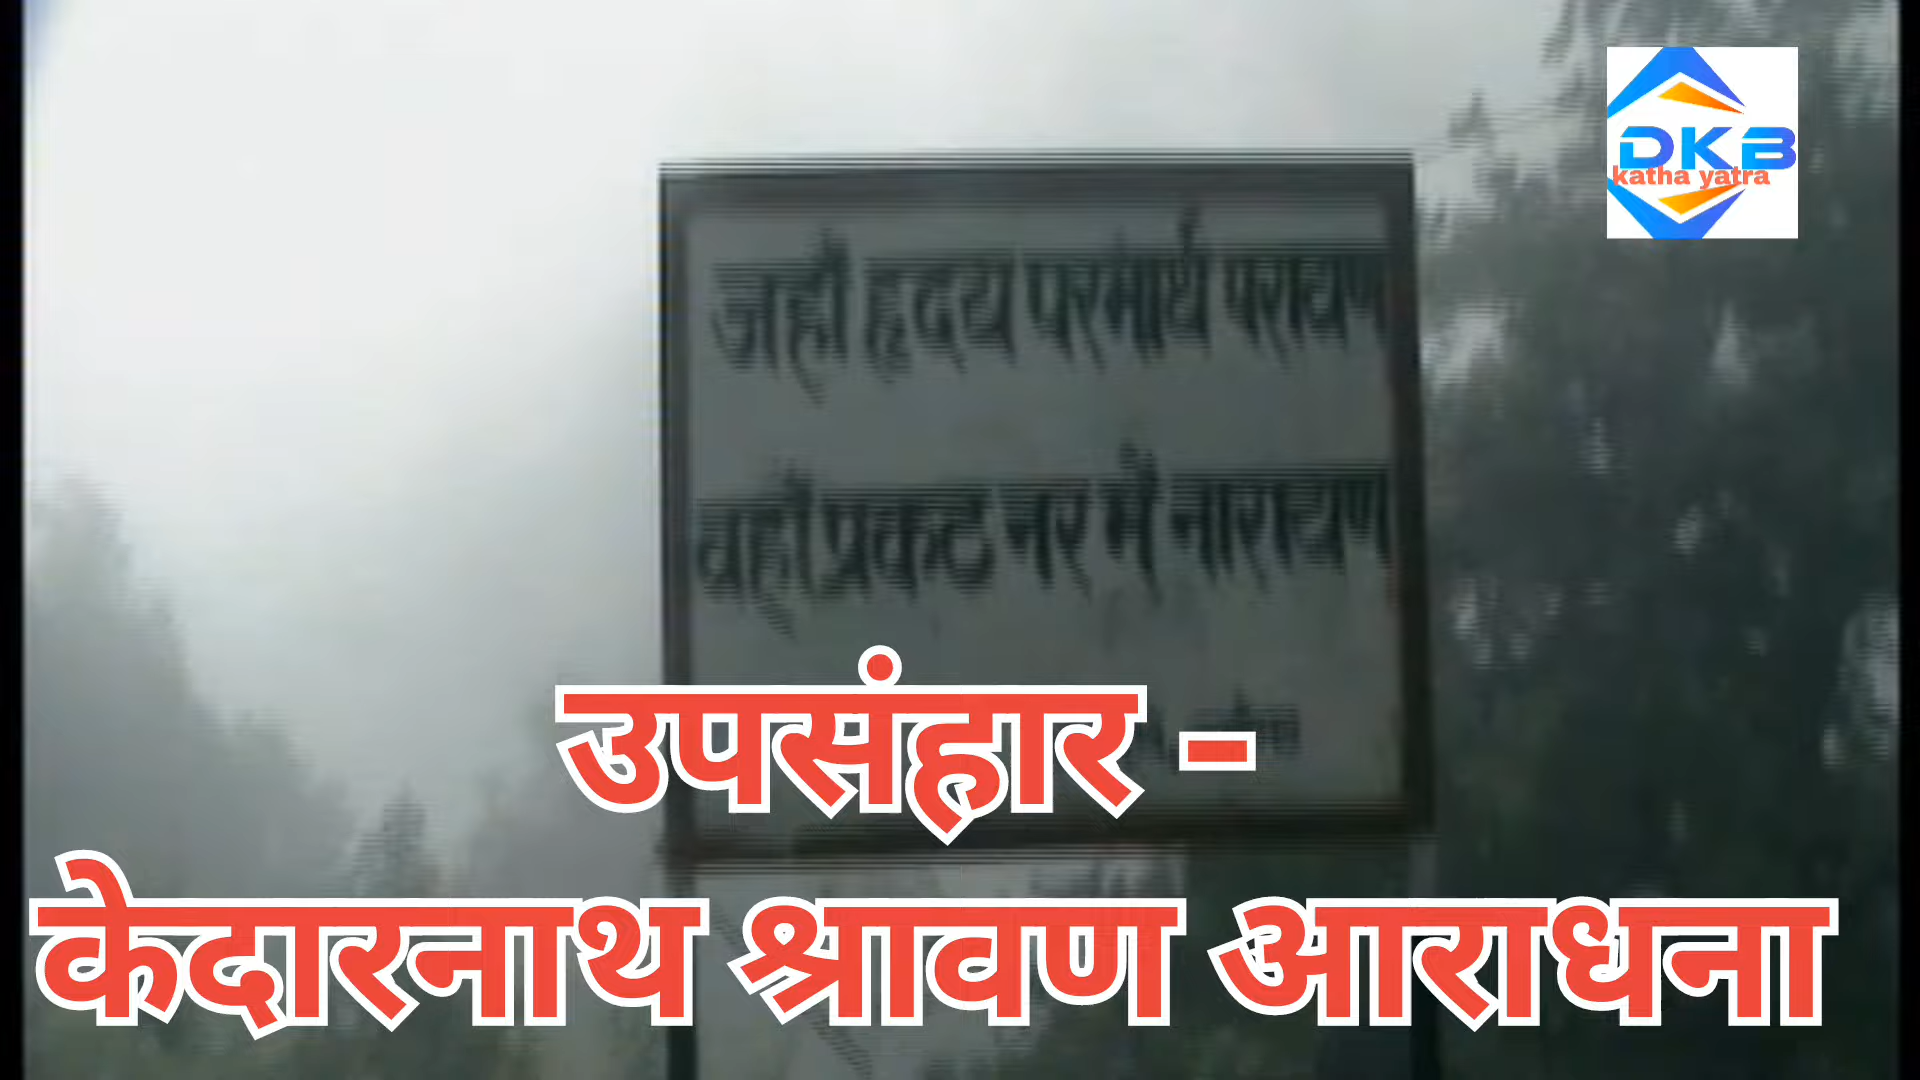 DKB
katha yatra
जहाँ हृदय परमार्थ परायण
वहाँ प्रकट नर में नारायण
उपसंहार -
केदारनाथ श्रावण आराधना